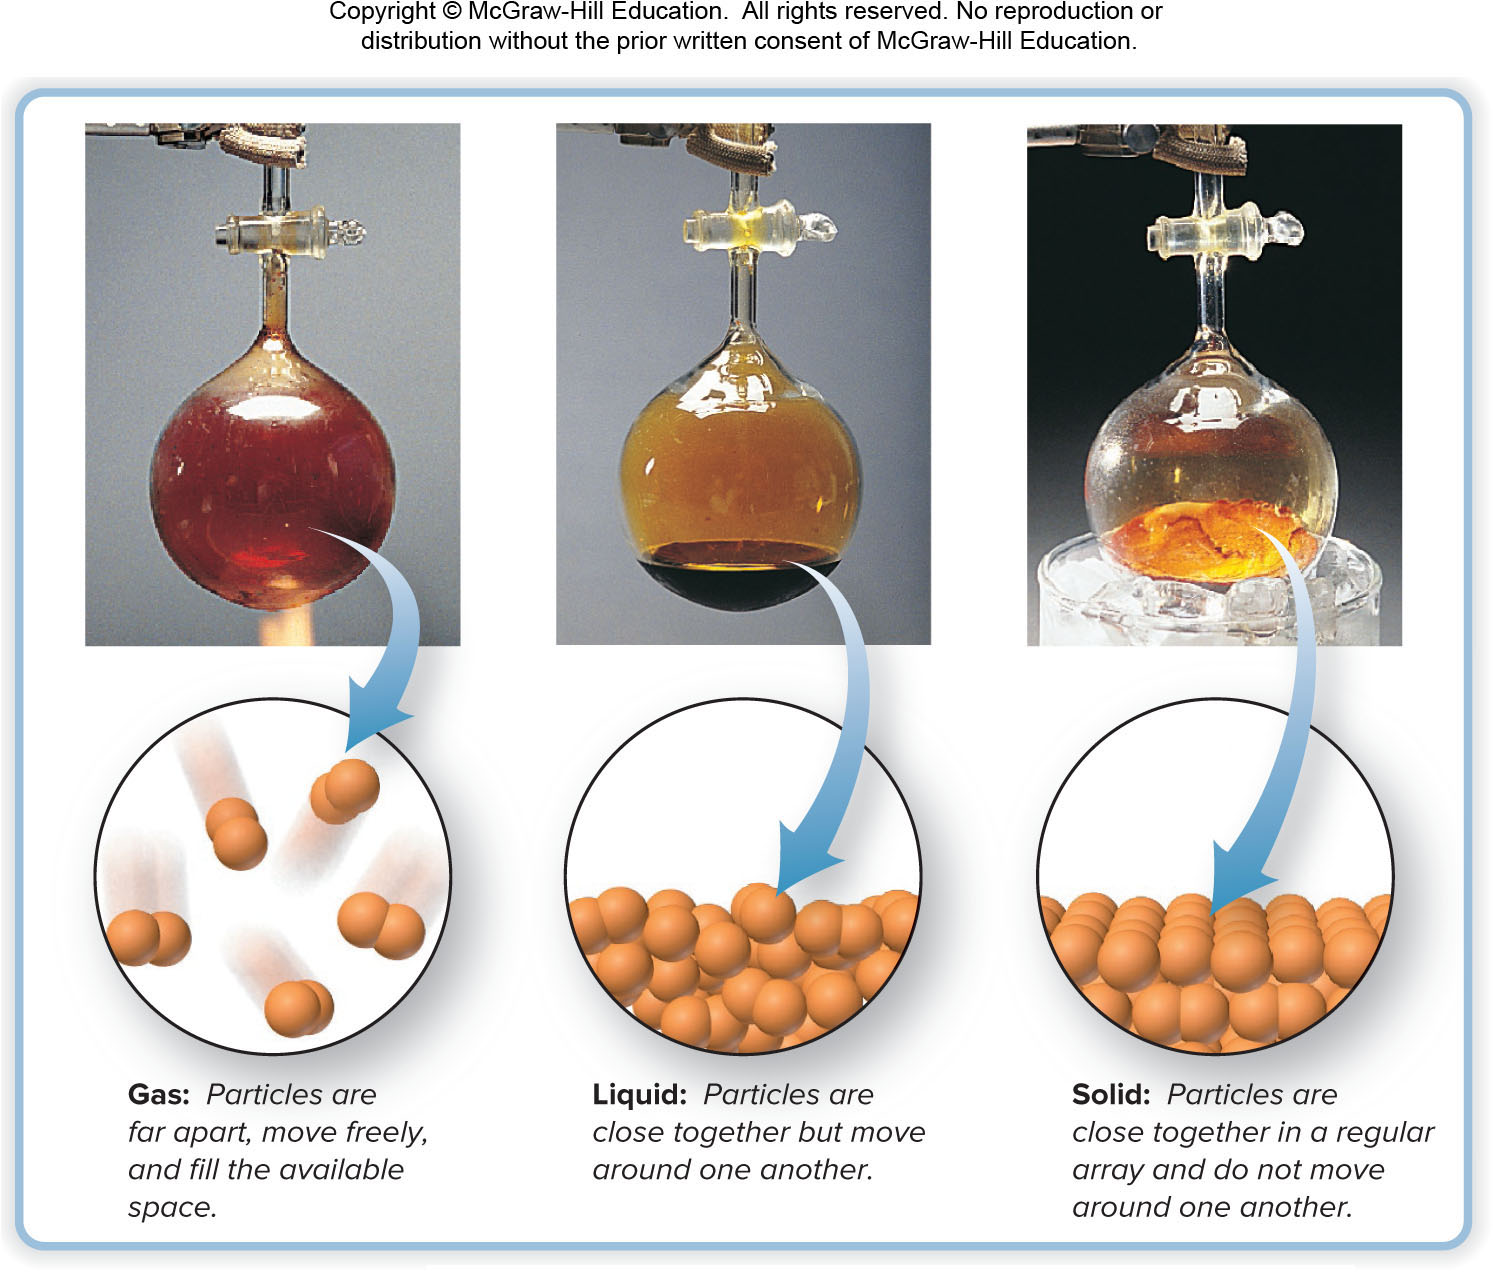 Copyright © McGraw-Hill Education.  All rights reserved. No reproduction or
distribution without the prior written consent of McGraw-Hill Education.
Gas:  Particles are
far apart, move freely,
and fill the available
space.
Liquid:  Particles are
close together but move
around one another.
Solid:  Particles are
close together in a regular
array and do not move
around one another.